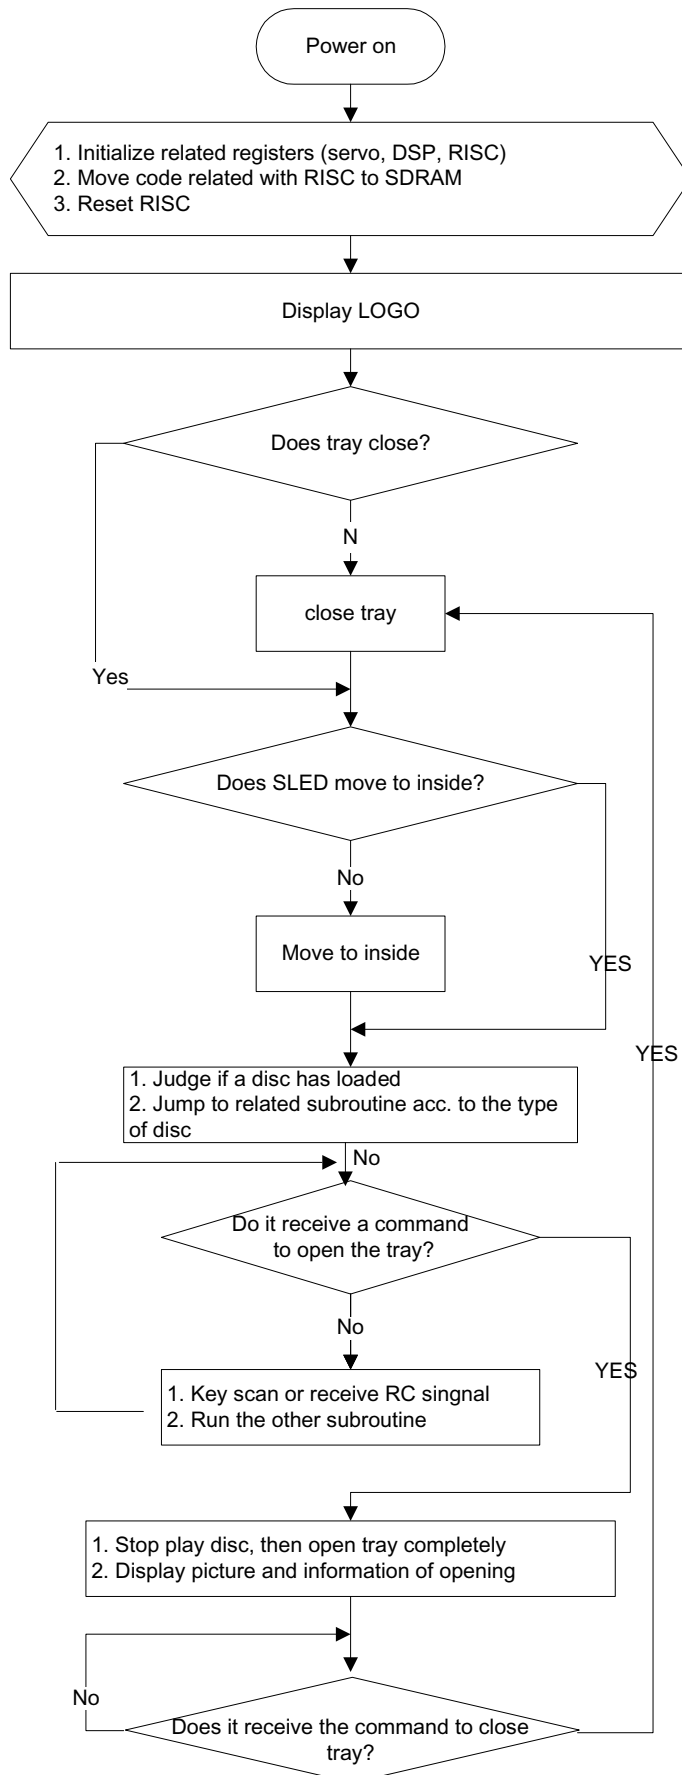 Power on
1. Initialize related registers (servo, DSP, RISC)
2. Move code related with RISC to SDRAM
3. Reset RISC
Display LOGO
Does tray close?
N
close tray
Yes
Does SLED move to inside?
No
Move to inside
YES
YES
1. Judge if a disc has loaded
2. Jump to related subroutine acc. to the type
of disc
No
Do it receive a command
to open the tray?
No
YES
1. Key scan or receive RC singnal
2. Run the other subroutine
1. Stop play disc, then open tray completely
2. Display picture and information of opening
No
Does it receive the command to close
tray?